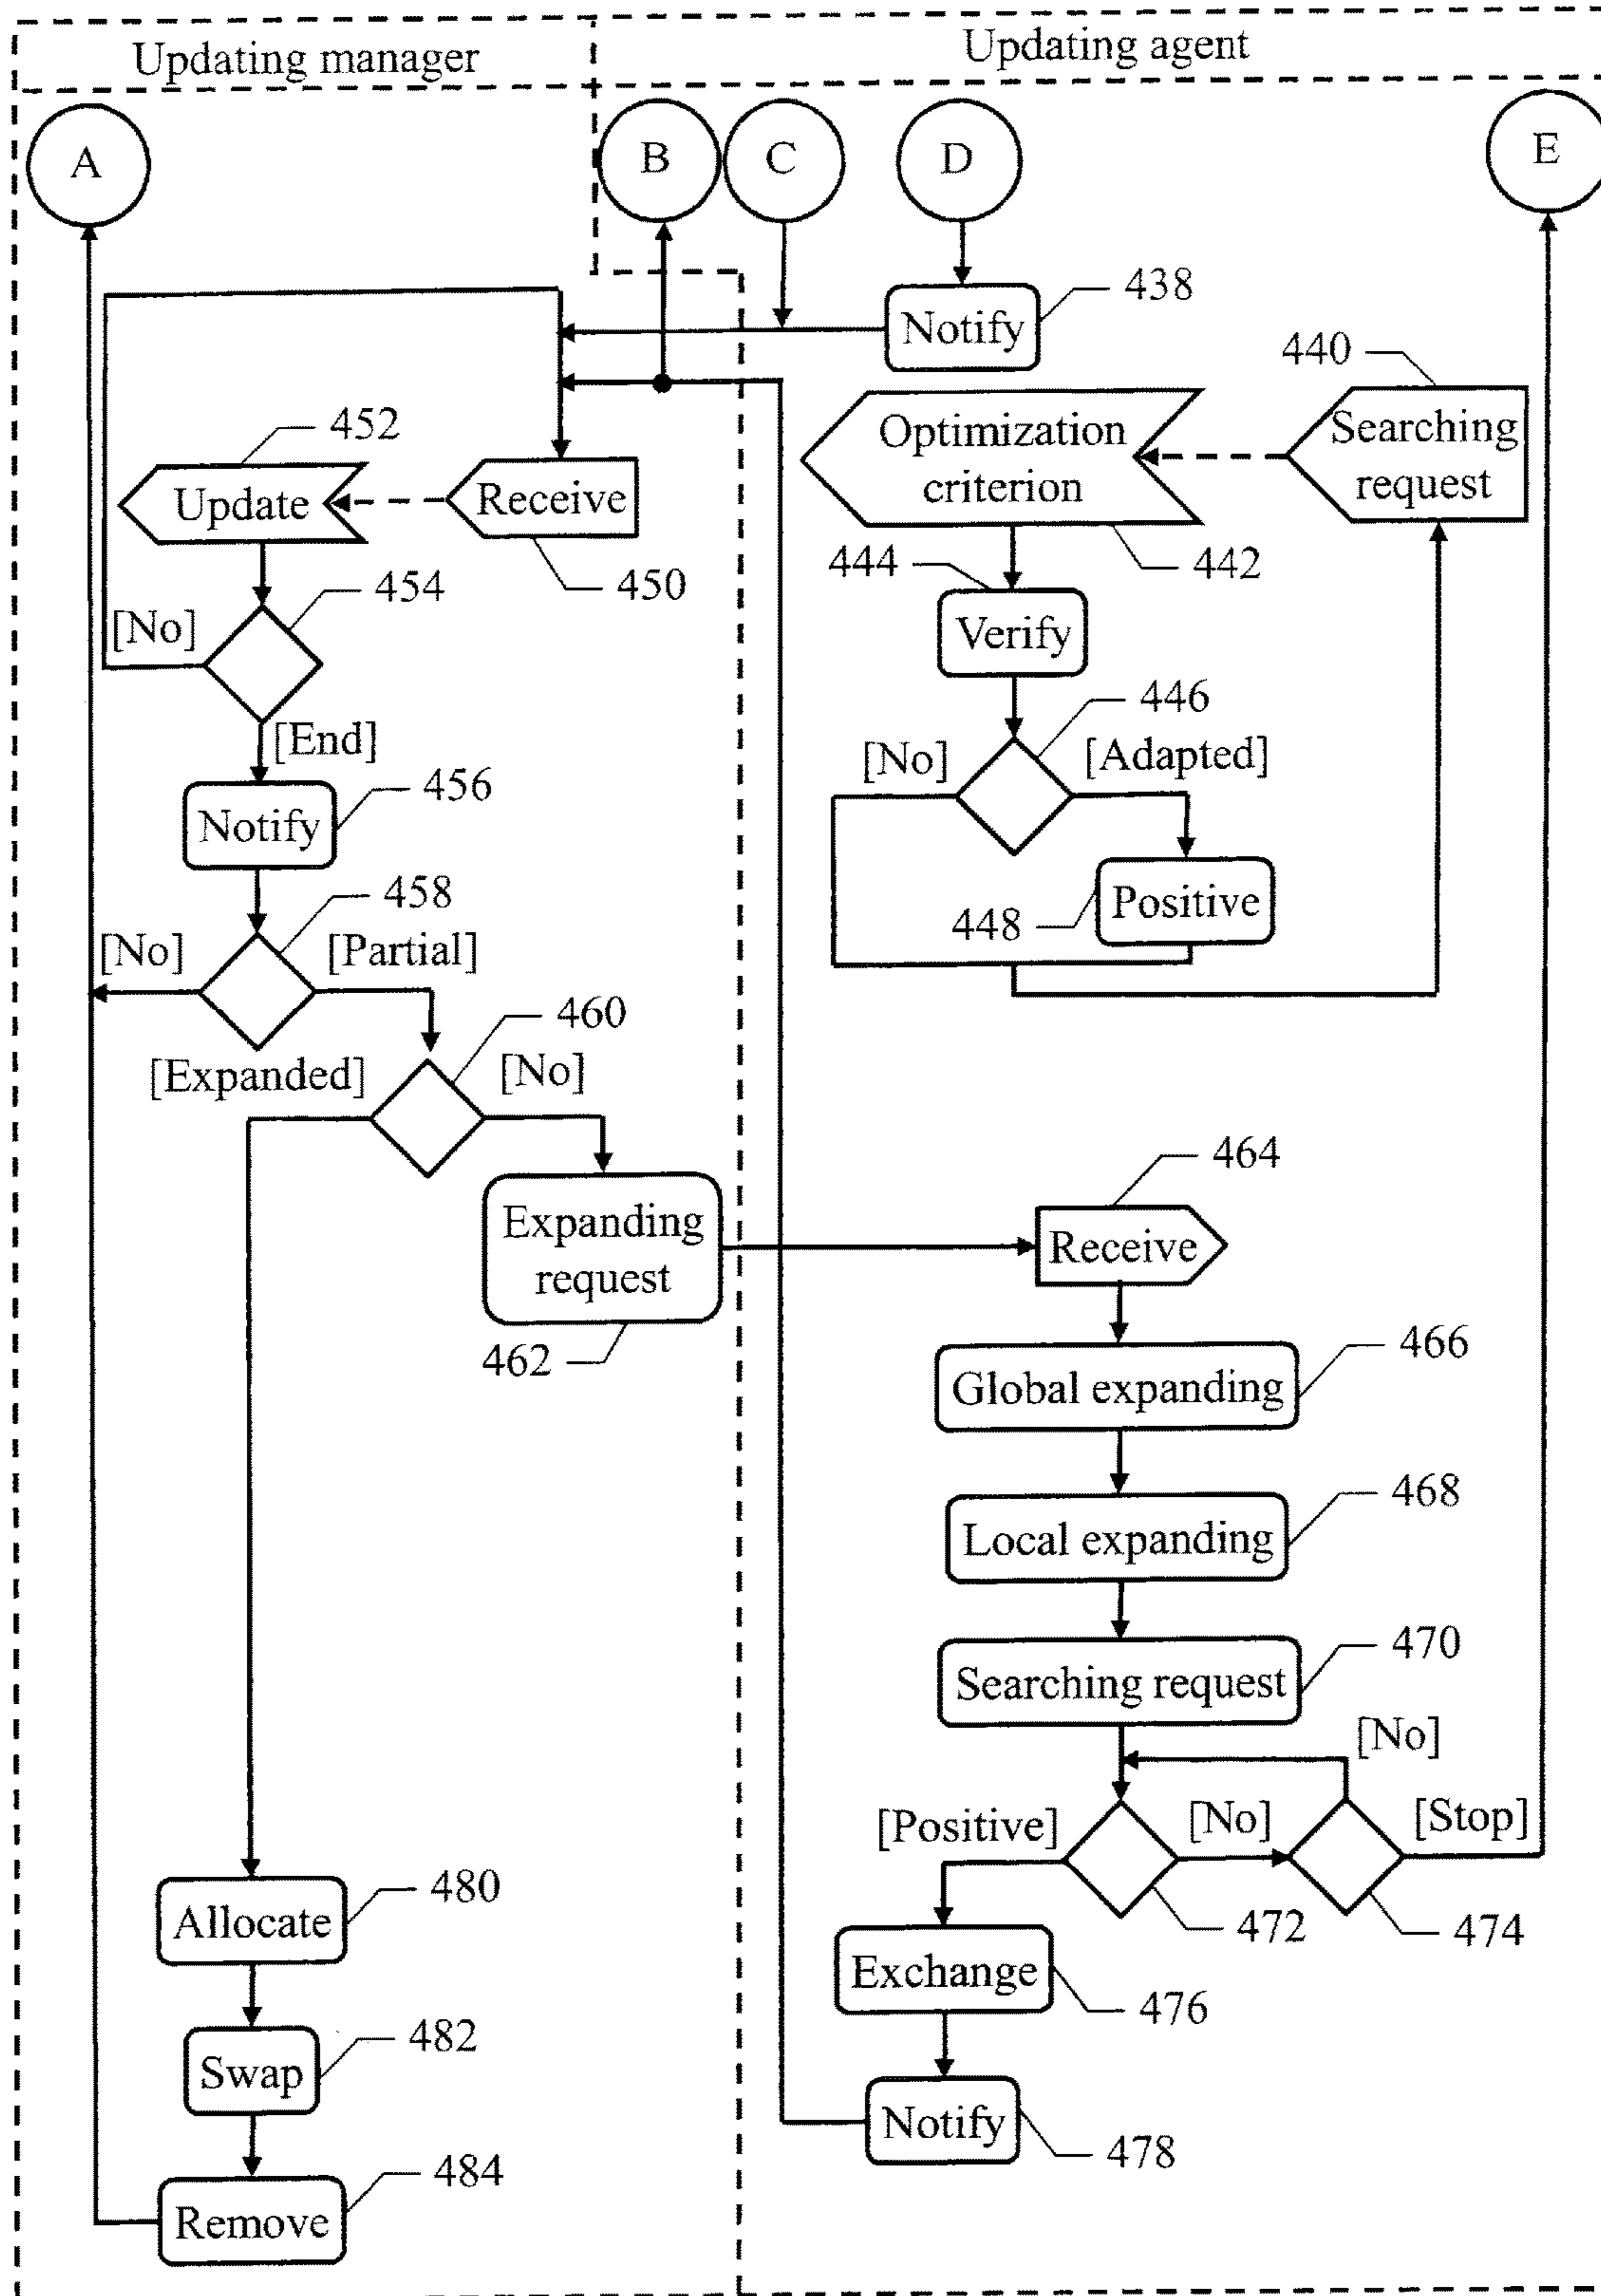 Updating manager
Updating agent
A
B
C
D
E
438
Notify
440
Searching
request
Optimization
criterion
442
452
Update
Receive
450
444
Verify
454
[No]
[End]
446
[No]
[Adapted]
456
Notify
448
Positive
458
[No]
[Partial]
460
[Expanded]
[No]
Expanding
request
462
464
Receive
466
Global expanding
468
Local expanding
470
Searching request
[No]
[Positive]
[No]
[Stop]
472
474
480
Allocate
Exchange
476
482
Swap
Notify
478
484
Remove